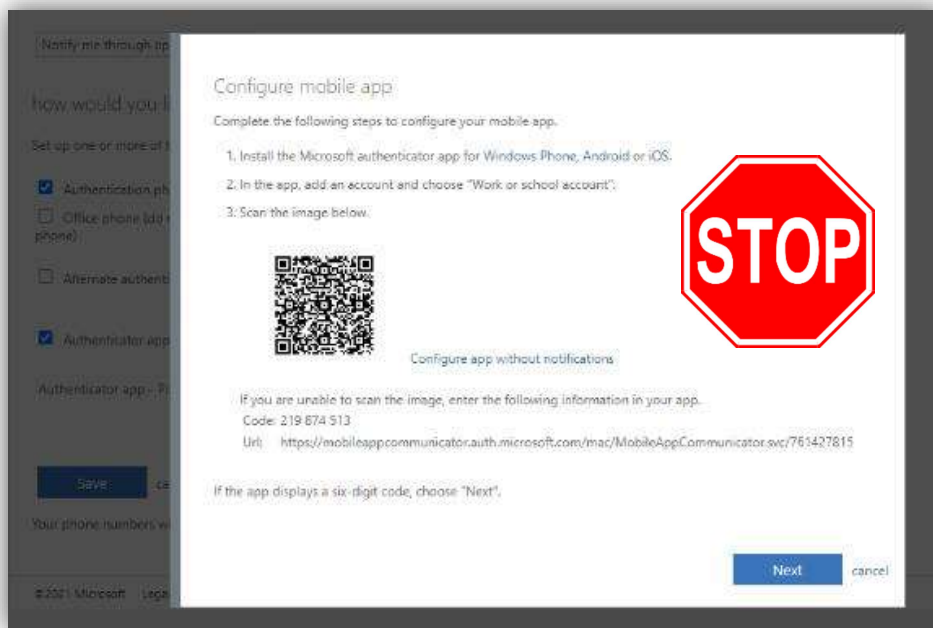 Notify me through ap
how would you li
Set up one or more of t
Authentication ph
Office phone (do
phone)
Alternate authenti
Authenticator app
Authenticator app -
Save
Your phone numbers w
©2021 Microsoft Lega
Configure mobile app
Complete the following steps to configure your mobile app.
1. Install the Microsoft authenticator app for Windows Phone, Android or iOS.
2. In the app, add an account and choose "Work or school account".
3. Scan the image below.
STOP
Configure app without notifications
If you are unable to scan the image, enter the following information in your app.
Code: 219 674 513
Url: https://mobileappcommunicator.auth.microsoft.com/mac/MobileAppCommunicator.svc/761427815
If the app displays a six-digit code, choose "Next".
Next cancel